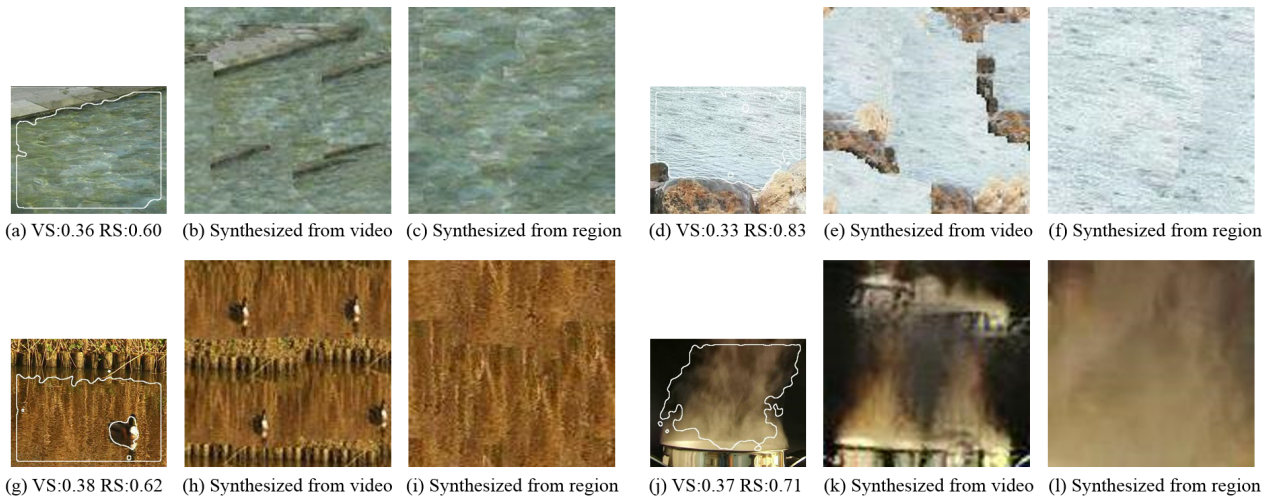 (a) VS:0.36 RS:0.60 (b) Synthesized from video (c) Synthesized from region (d) VS:0.33 RS:0.83 (e) Synthesized from video (f) Synthesized from region
(g) VS:0.38 RS:0.62 (h) Synthesized from video (i) Synthesized from region (j) VS:0.37 RS:0.71 (k) Synthesized from video (l) Synthesized from region